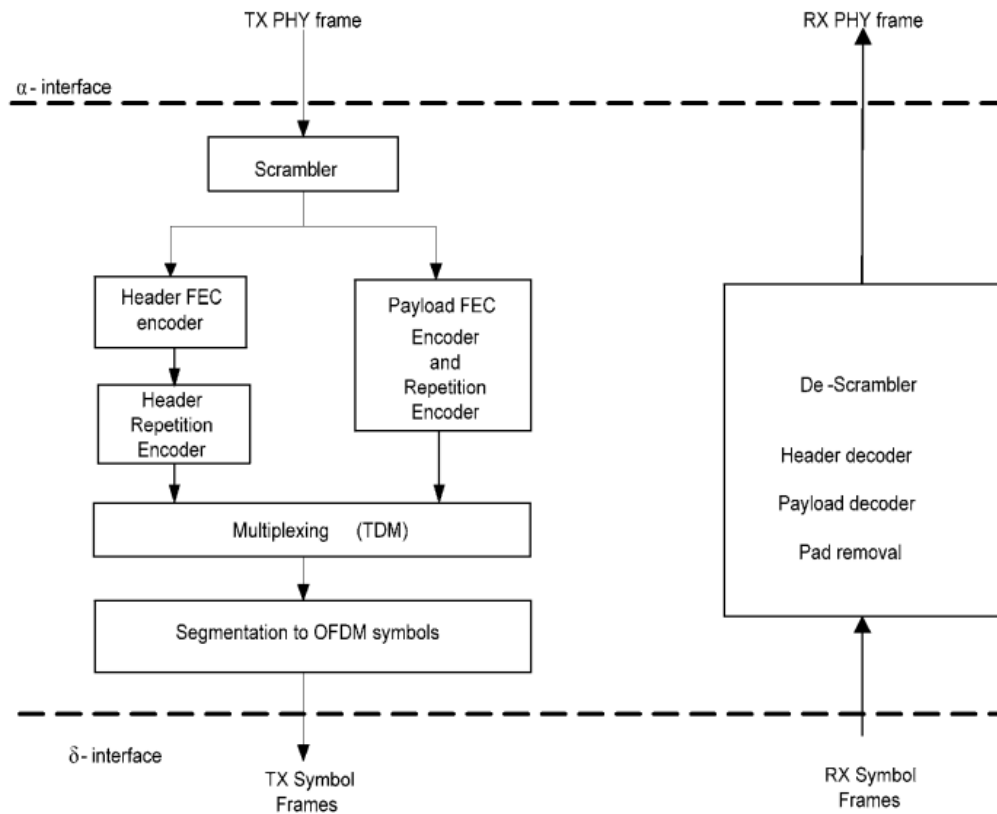 TX PHY frame
RX PHY frame
α- interface
Scrambler
Header FEC
encoder
Payload FEC
Encoder
and
Repetition
Encoder
Header
Repetition
Encoder
Multiplexing (TDM)
Segmentation to OFDM symbols
De -Scrambler
Header decoder
Payload decoder
Pad removal
δ- interface
TX Symbol
Frames
RX Symbol
Frames